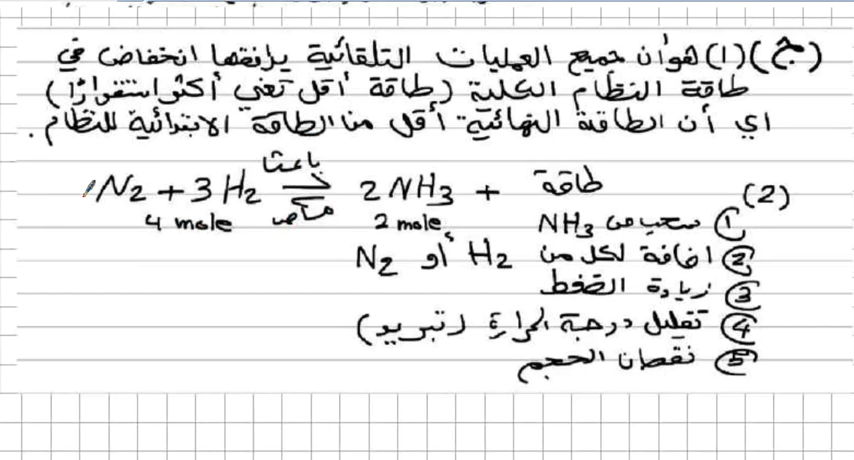 (ج) (1) هو أن جميع العمليات التلقائية يرافقها انخفاض في
طاقة النظام الكلية (طاقة أقل تعني أكثر استقرارًا)
اي أن الطاقة النهائية أقل من الطاقة الابتدائية للنظام.
(2) N2 + 3H2 ⇌ 2NH3 + طاقة
باعث
ماص
4 mole 2 mole
① سحب من NH3
② اضافة لكل من H2 أو N2
③ زيادة الضغط
④ تقليل درجة الحرارة (تبريد)
⑤ نقصان الحجم